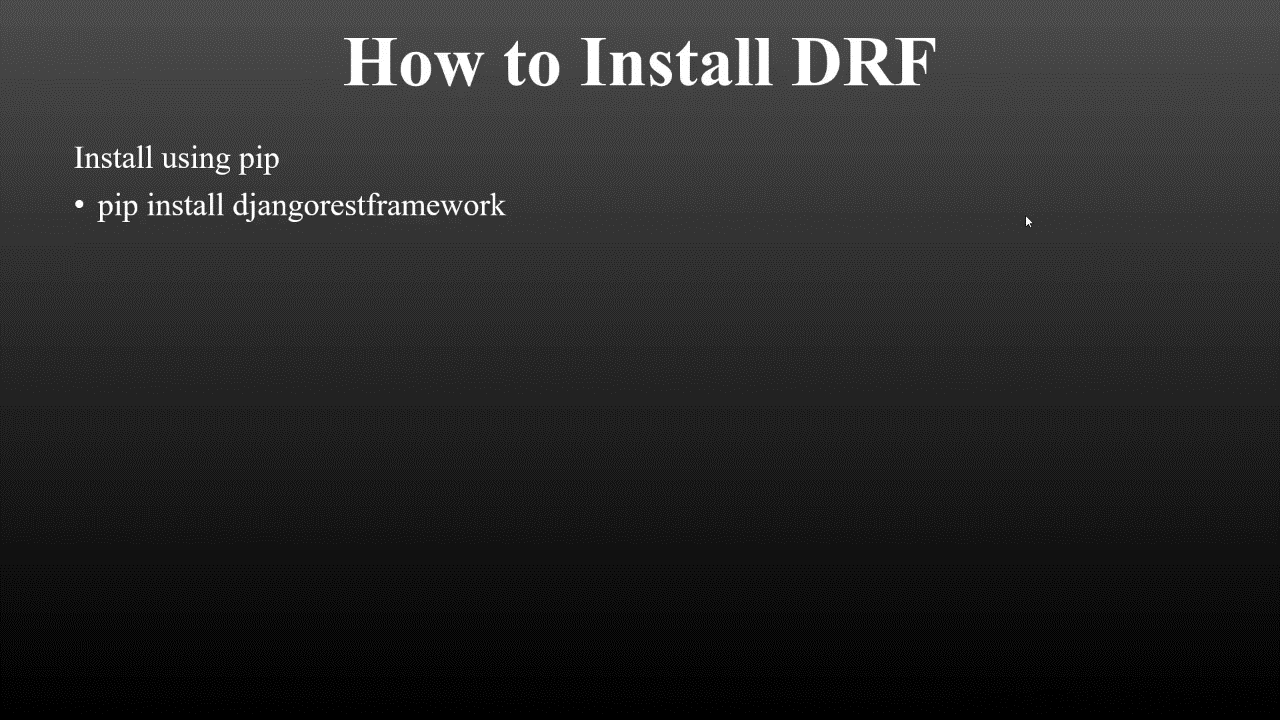 How to Install DRF
Install using pip
• pip install djangorestframework